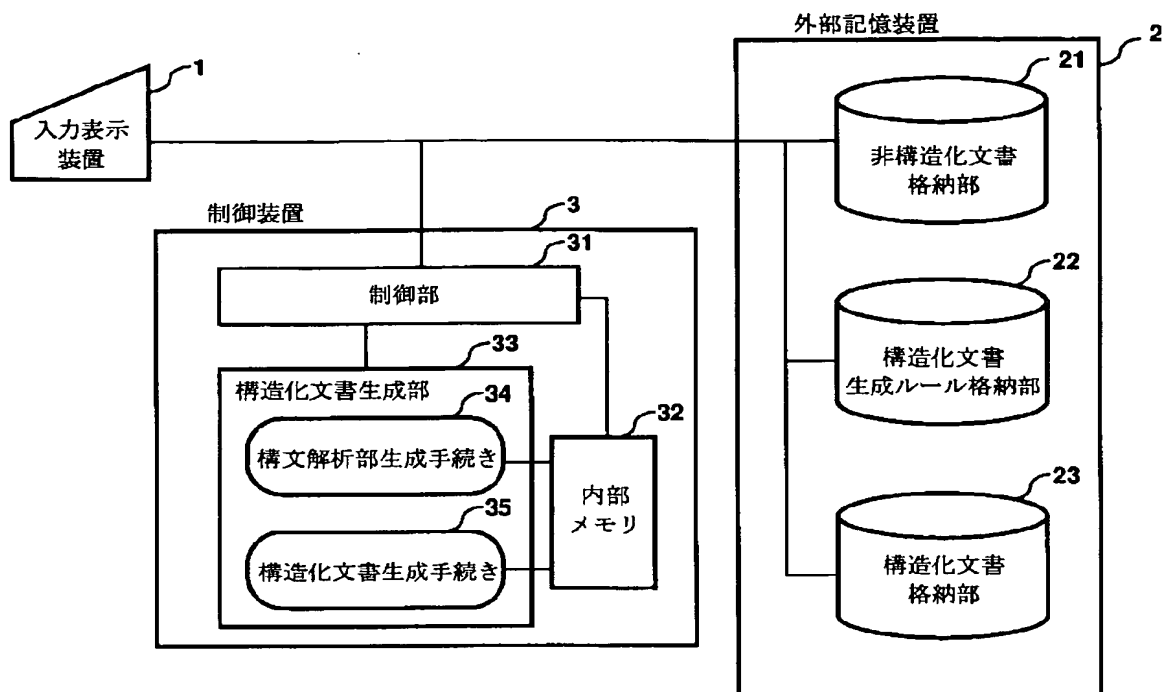 外部記憶装置
2
1
21
入力表示
装置
非構造化文書
格納部
制御装置
3
31
22
制御部
33
構造化文書
生成ルール格納部
構造化文書生成部
34
32
構文解析部生成手続き
内部
メモリ
23
35
構造化文書生成手続き
構造化文書
格納部